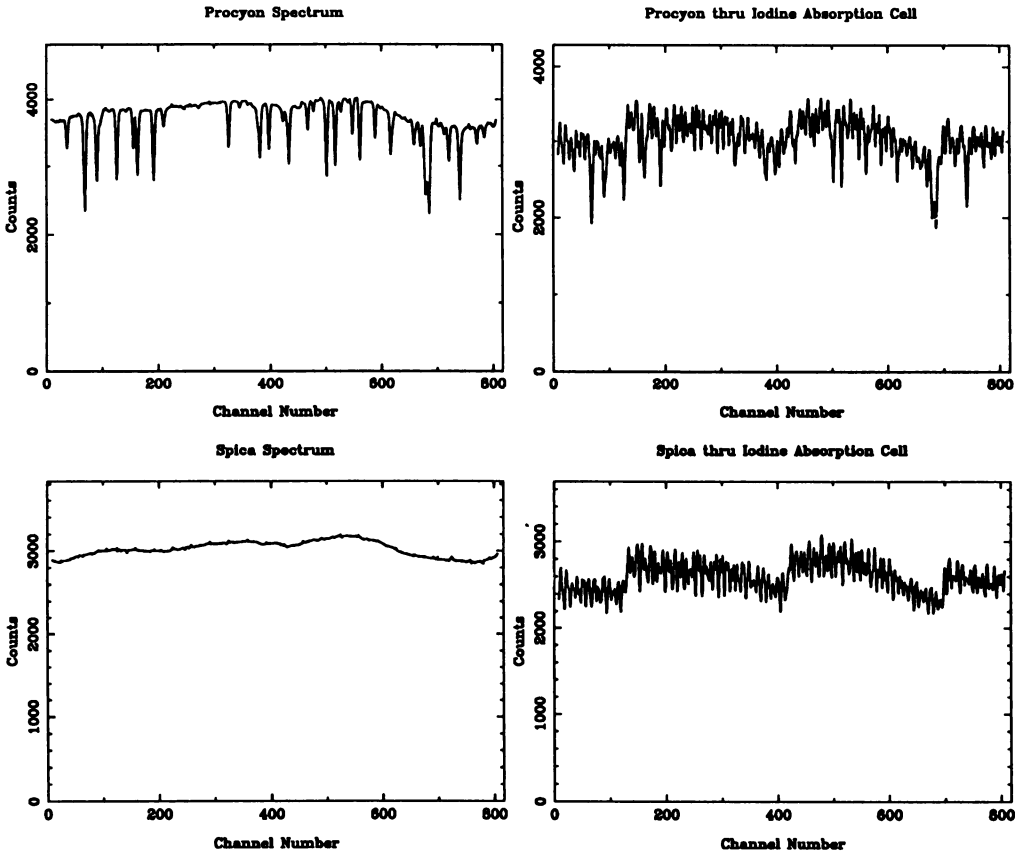 Procyon Spectrum
Procyon thru Iodine Absorption Cell
4000
2000
0
Counts
0 200 400 600 800
Channel Number
4000
2000
0
Counts
0 200 400 600 800
Channel Number
Spica Spectrum
Spica thru Iodine Absorption Cell
3000
2000
1000
0
Counts
0 200 400 600 800
Channel Number
3000
2000
1000
0
Counts
0 200 400 600 800
Channel Number